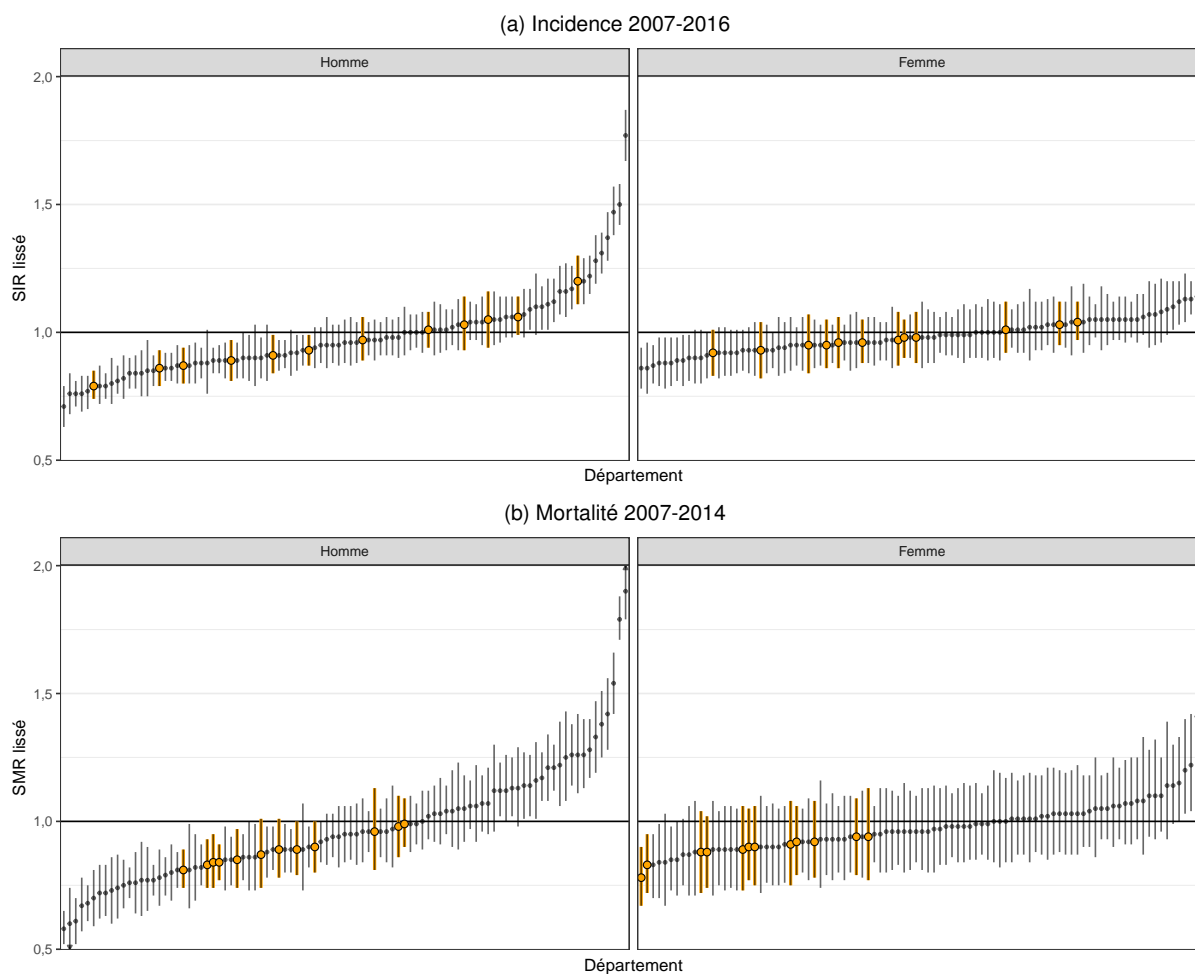 (a) Incidence 2007-2016
Homme
Femme
2,0
1,5
1,0
0,5
SIR lissé
Département
(b) Mortalité 2007-2014
Homme
Femme
2,0
1,5
1,0
0,5
SMR lissé
Département